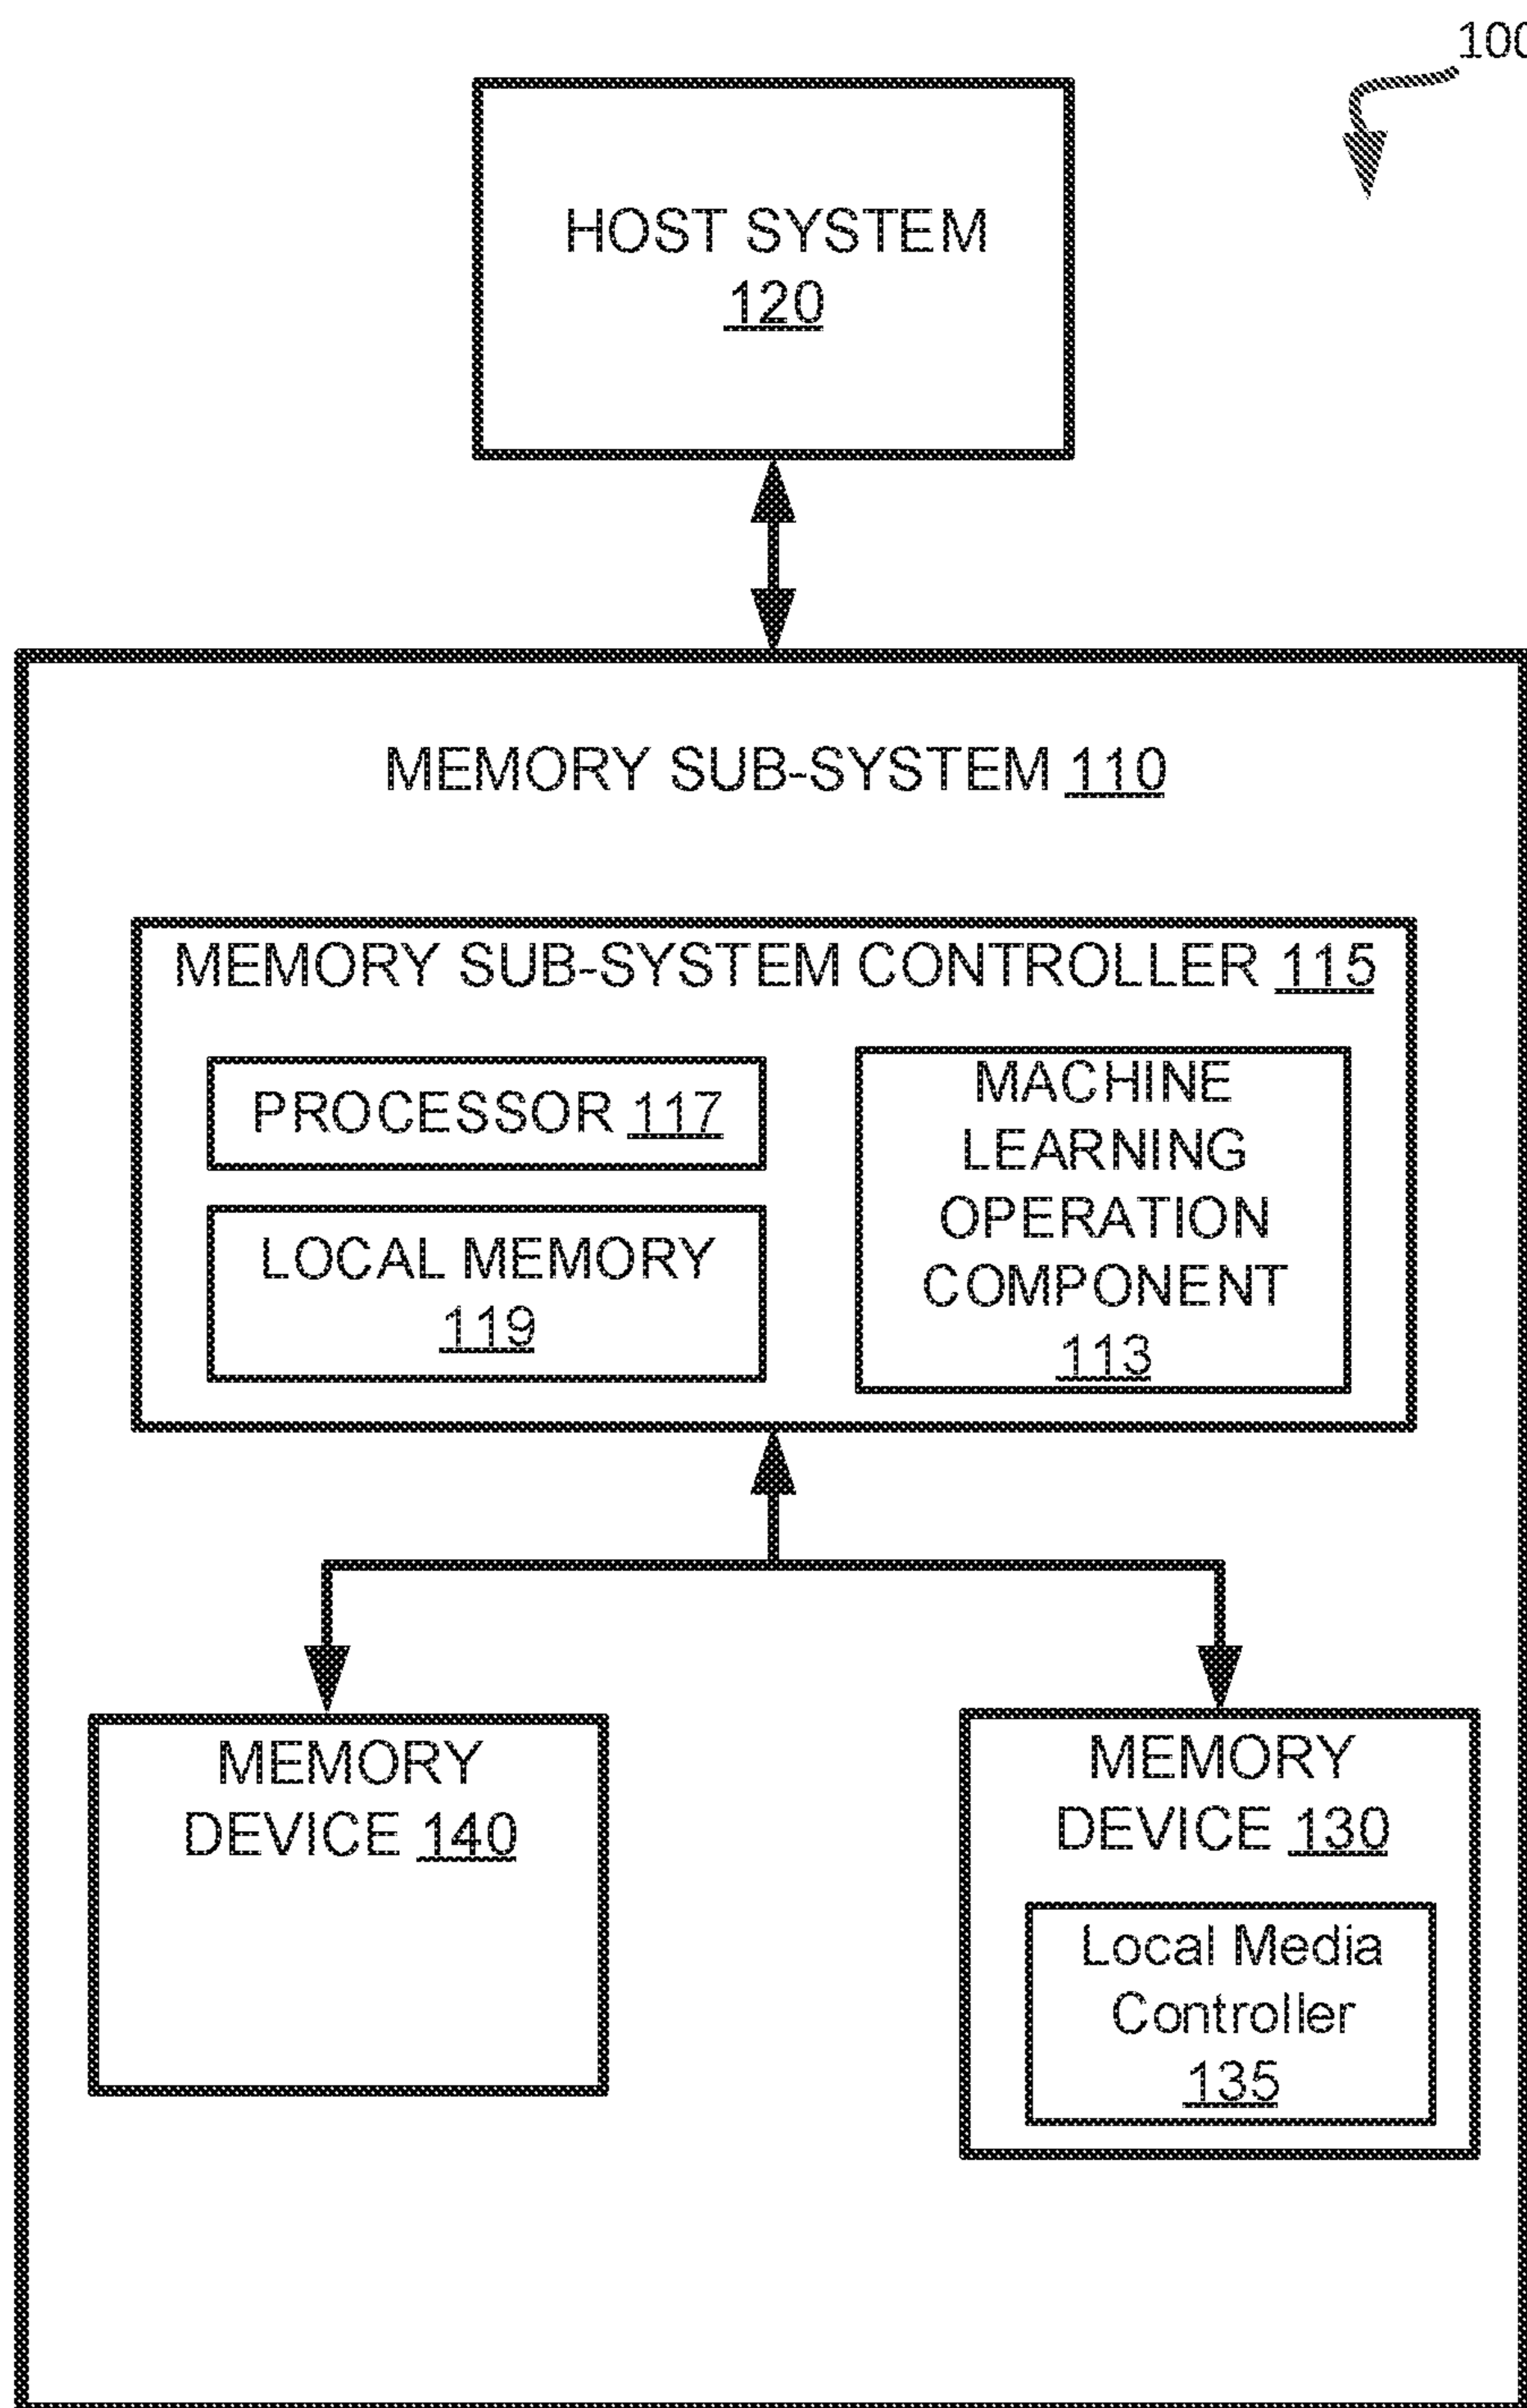 100
HOST SYSTEM
120
MEMORY SUB-SYSTEM 110
MEMORY SUB-SYSTEM CONTROLLER 115
PROCESSOR 117
LOCAL MEMORY
119
MACHINE
LEARNING
OPERATION
COMPONENT
113
MEMORY
DEVICE 140
MEMORY
DEVICE 130
Local Media
Controller
135